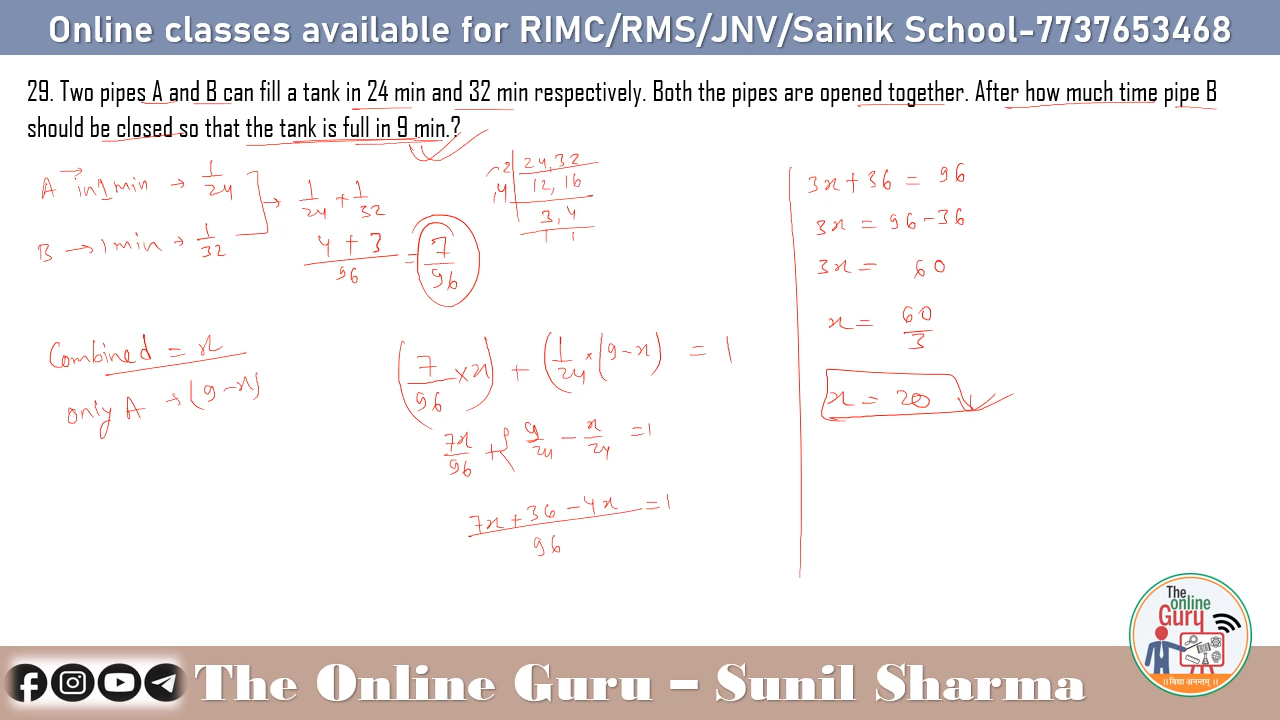 Online classes available for RIMC/RMS/JNV/Sainik School-7737653468
29. Two pipes A and B can fill a tank in 24 min and 32 min respectively. Both the pipes are opened together. After how much time pipe B
should be closed so that the tank is full in 9 min.?
A in 1 min → 1/24
B → 1 min → 1/32
→ 1/24 + 1/32
4 + 3 / 96 = 7/96
2 | 24, 32
4 | 12, 16
3, 4
1 1
Combined = x
only A → (9-x)
(7/96 × x) + (1/24 × (9-x)) = 1
7x/96 + { 9/24 - x/24 = 1
7x + 36 - 4x / 96 = 1
3x + 36 = 96
3x = 96 - 36
3x = 60
x = 60/3
x = 20
The
online
Guru
।। विद्या अनन्तम् ।।
The Online Guru – Sunil Sharma